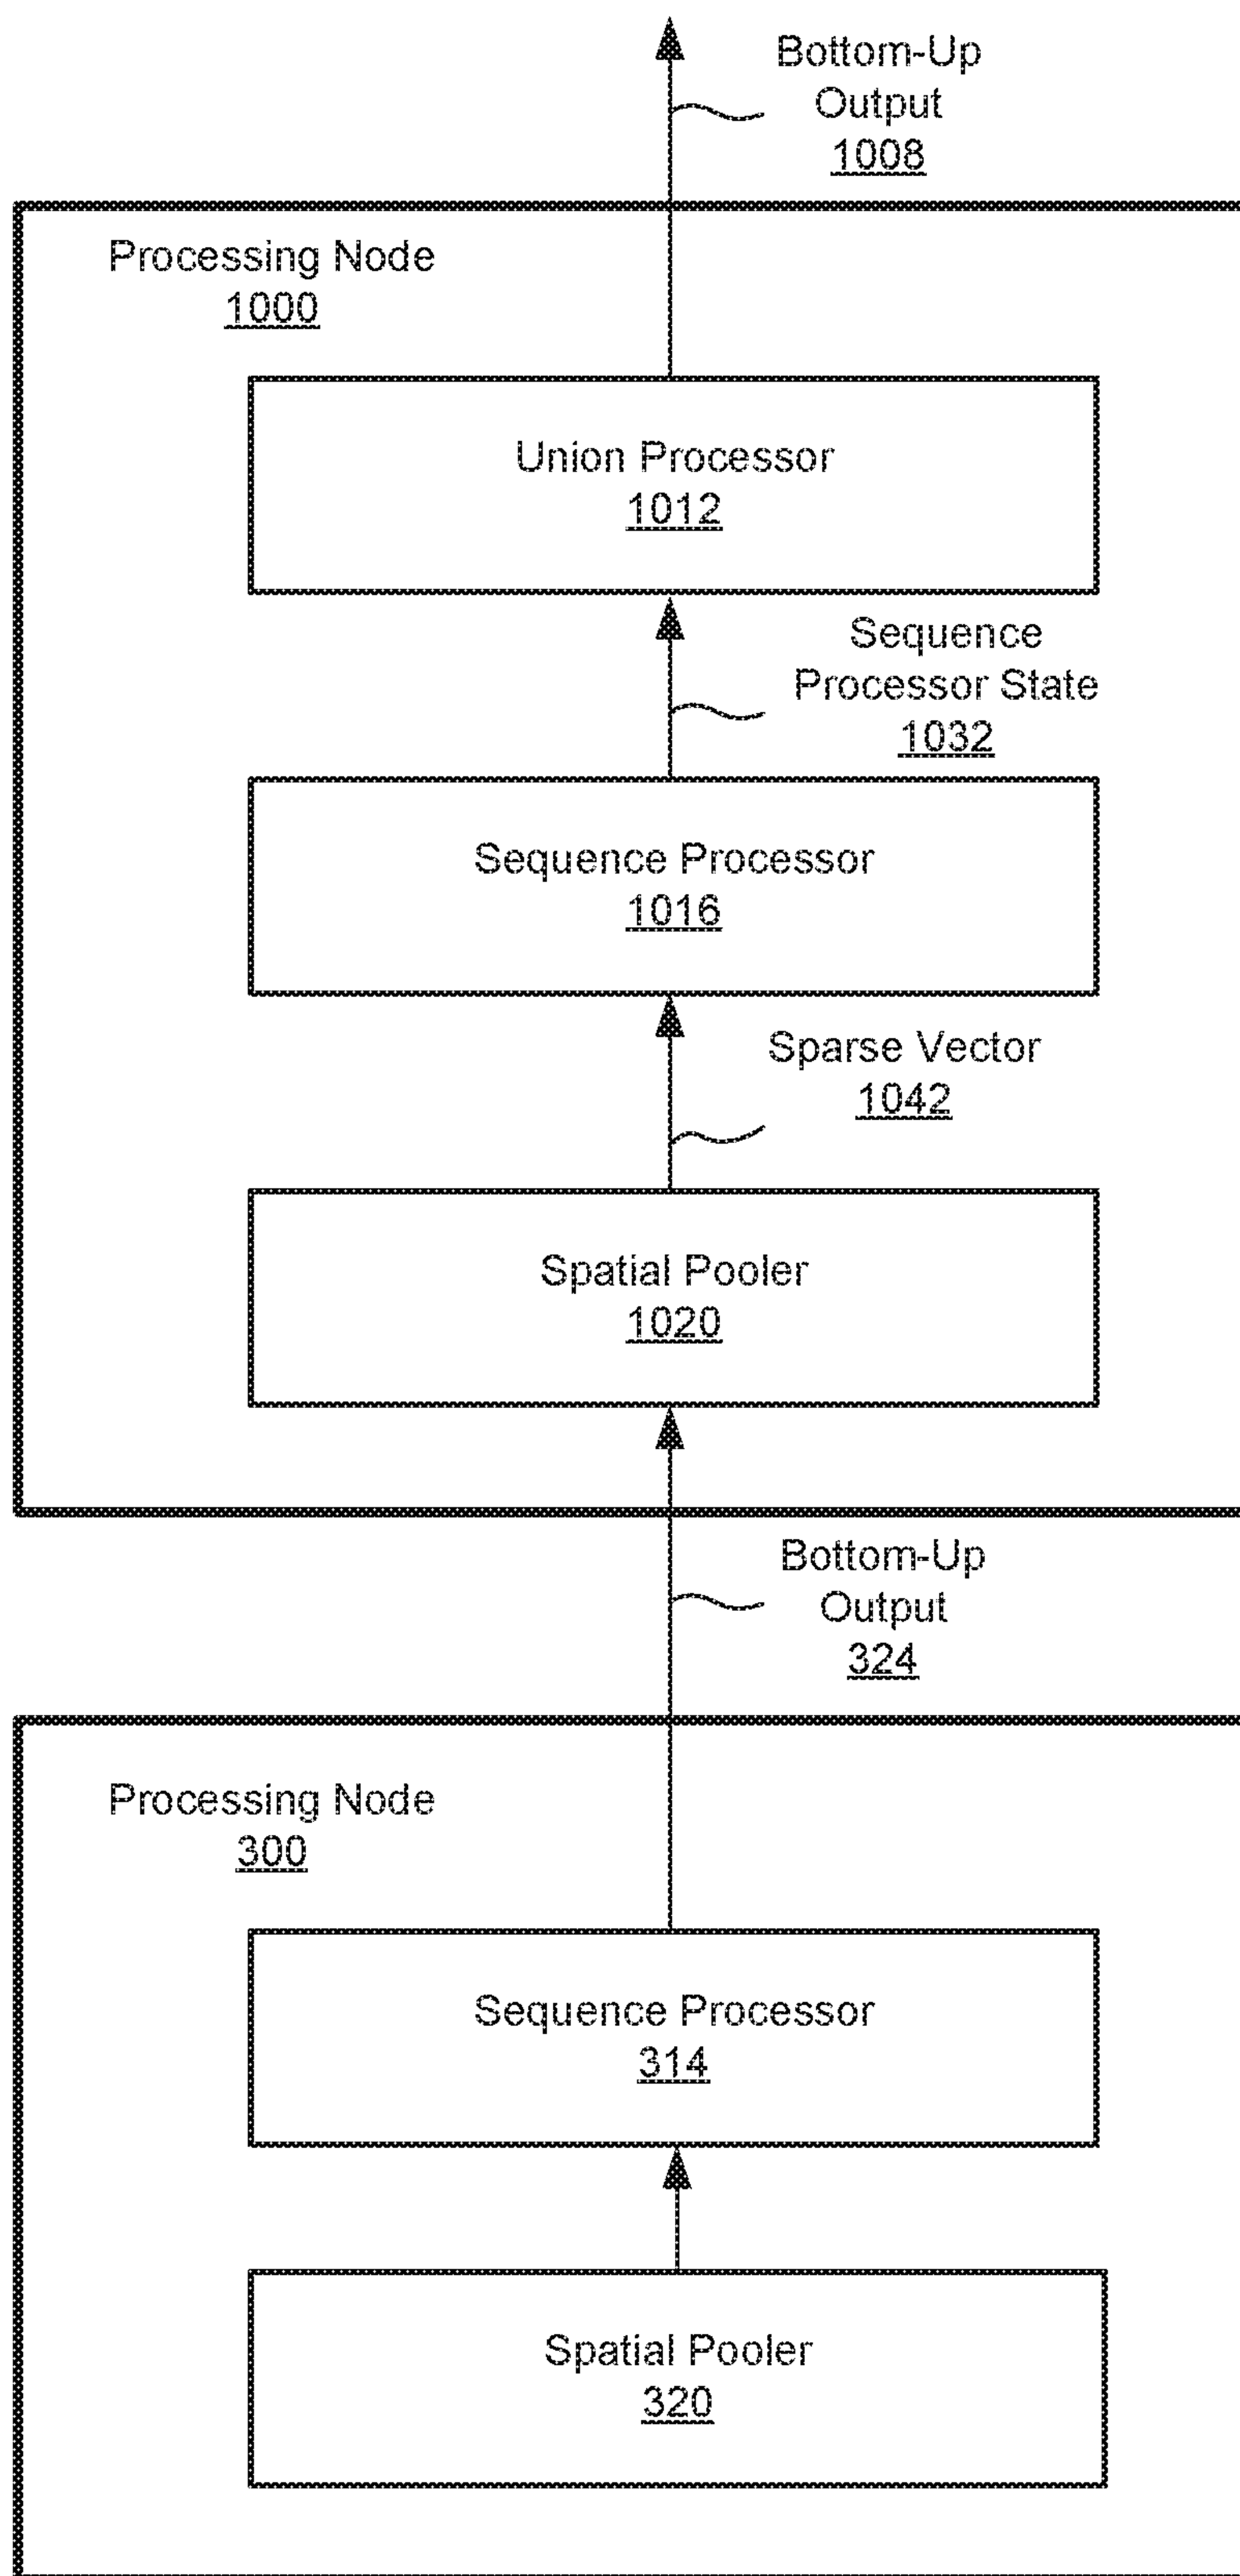 Bottom-Up
Output
1008
Processing Node
1000
Union Processor
1012
Sequence
Processor State
1032
Sequence Processor
1016
Sparse Vector
1042
Spatial Pooler
1020
Bottom-Up
Output
324
Processing Node
300
Sequence Processor
314
Spatial Pooler
320